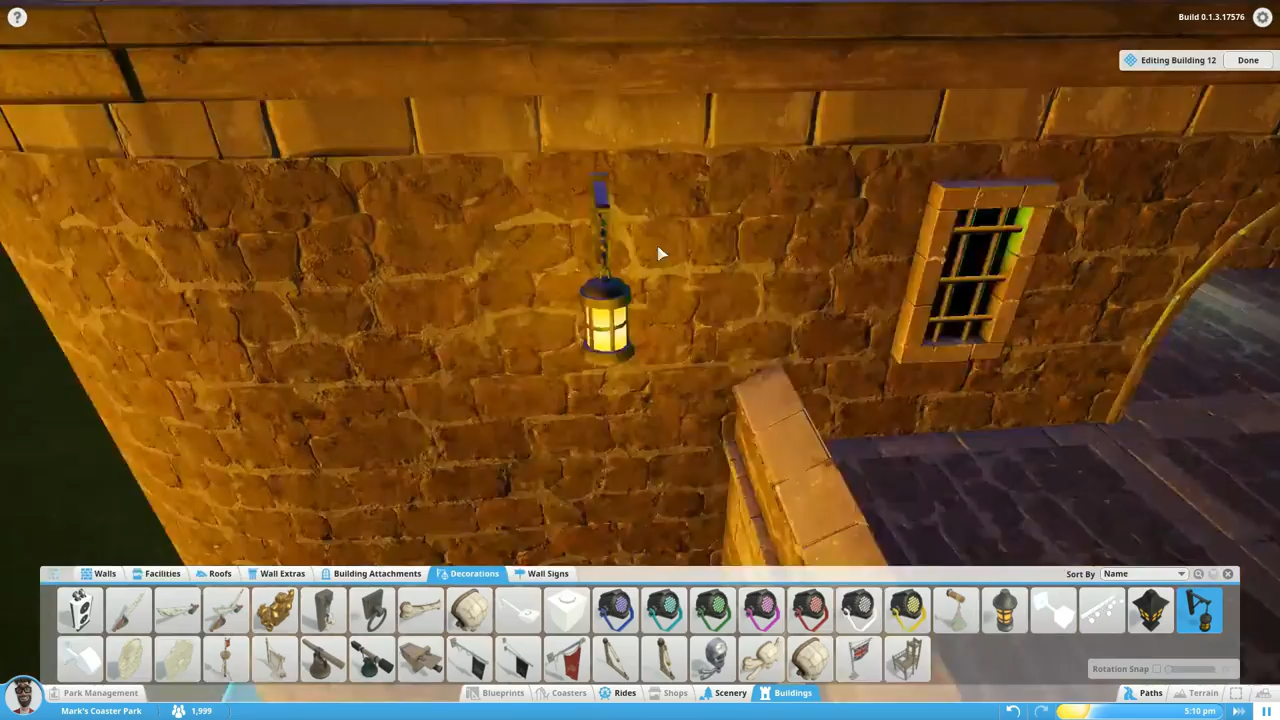 ?
Build 0.1.3.17576
Editing Building 12
Done
Walls
Facilities
Roofs
Wall Extras
Building Attachments
Decorations
Wall Signs
Sort By
Name
Rotation Snap
Park Management
Blueprints
Coasters
Rides
Shops
Scenery
Buildings
Paths
Terrain
Mark's Coaster Park
1,999
5:10 pm